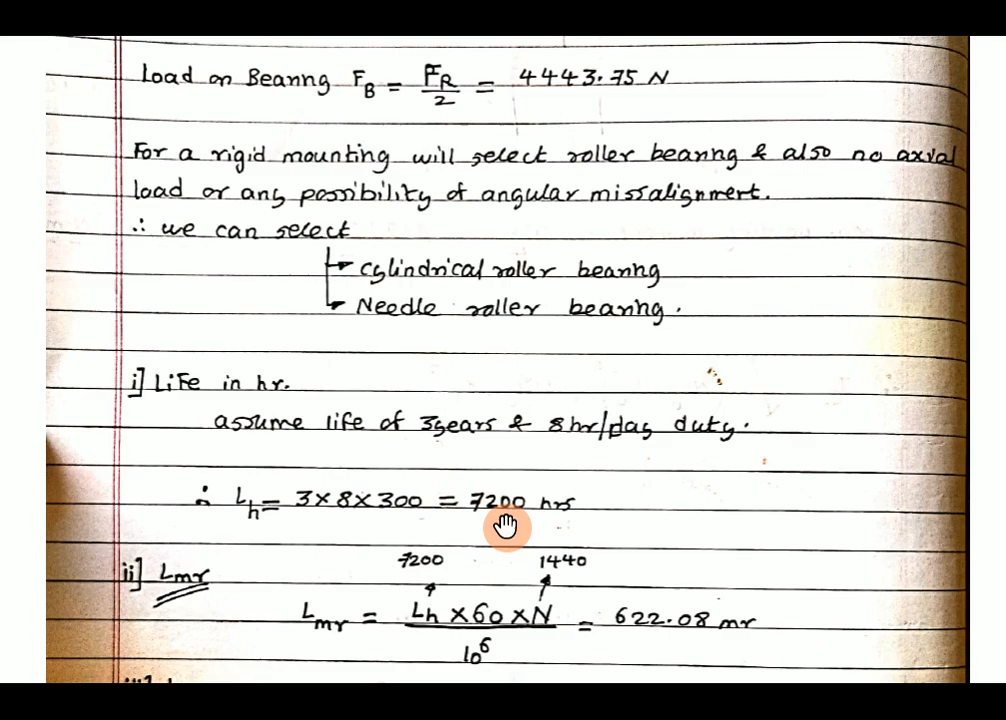 Load on Bearing F_B = F_R/2 = 4443.75 N
For a rigid mounting will select roller bearing & also no axial
load or any possibility of angular missalignment.
∴ we can select
→ cylindrical roller bearing
→ Needle roller bearing.
i] Life in hr.
assume life of 3years & 8hr/day duty.
∴ L_h = 3×8×300 = 7200 hrs
7200 1440
ii] Lmr
L_mr = Lh×60×N/10^6 = 622.08 mr